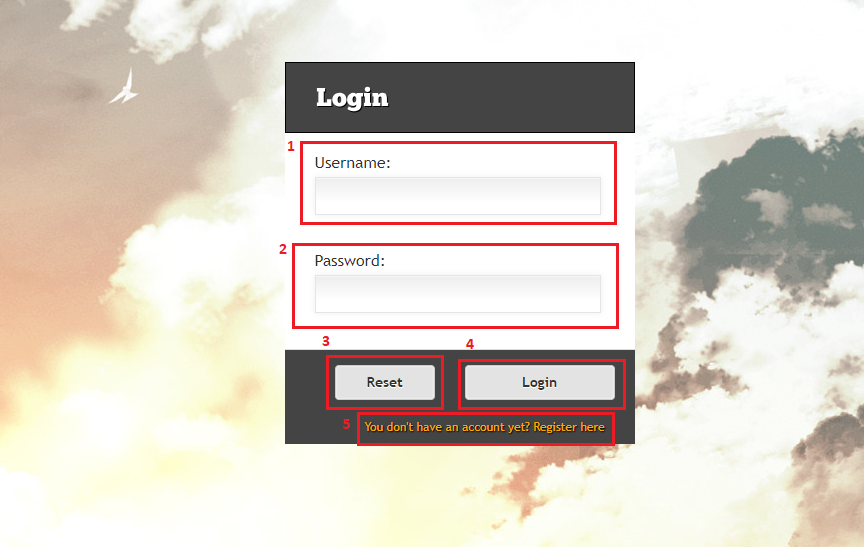 Login
1
Username:
2
Password:
3
4
Reset
Login
5
You don't have an account yet? Register here